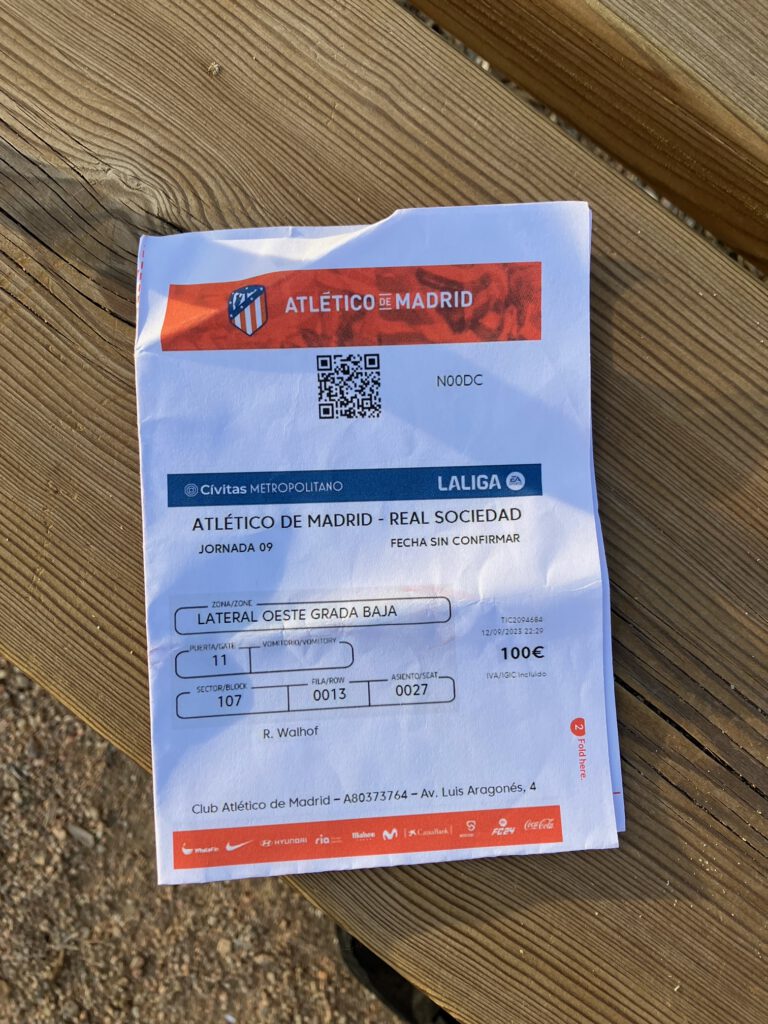 ATLÉTICO DE MADRID
N00DC
Cívitas METROPOLITANO
LALIGA EA
ATLÉTICO DE MADRID - REAL SOCIEDAD
JORNADA 09
FECHA SIN CONFIRMAR
ZONA/ZONE
LATERAL OESTE GRADA BAJA
PUERTA/GATE
VOMITORIO/VOMITORY
11
SECTOR/BLOCK
FILA/ROW
ASIENTO/SEAT
107
0013
0027
TIC2094684
12/09/2023 22:29
100€
IVA/IGIC Incluido
R. Walhof
2 Fold here.
Club Atlético de Madrid – A80373764 – Av. Luis Aragonés, 4
WhaleFin HYUNDAI ria Mahou CaixaBank FC24 Coca-Cola